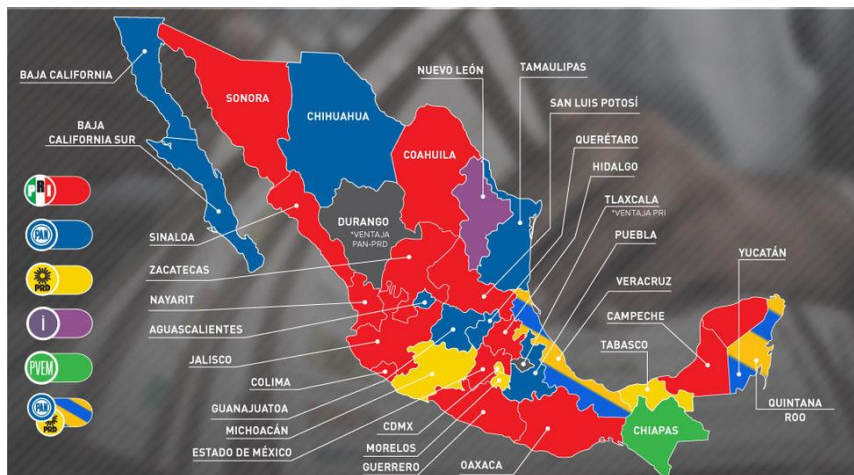 BAJA CALIFORNIA
BAJA
CALIFORNIA SUR
SONORA
CHIHUAHUA
COAHUILA
NUEVO LEÓN
TAMAULIPAS
SAN LUIS POTOSÍ
QUERÉTARO
HIDALGO
TLAXCALA
*VENTAJA PRI
PUEBLA
VERACRUZ
YUCATÁN
CAMPECHE
TABASCO
DURANGO
*VENTAJA
PAN-PRD
SINALOA
ZACATECAS
NAYARIT
AGUASCALIENTES
JALISCO
COLIMA
GUANAJUATOA
MICHOACÁN
ESTADO DE MÉXICO
CDMX
MORELOS
GUERRERO
OAXACA
CHIAPAS
QUINTANA
ROO
PRI
PAN
PRD
i
PVEM
PAN
PRD